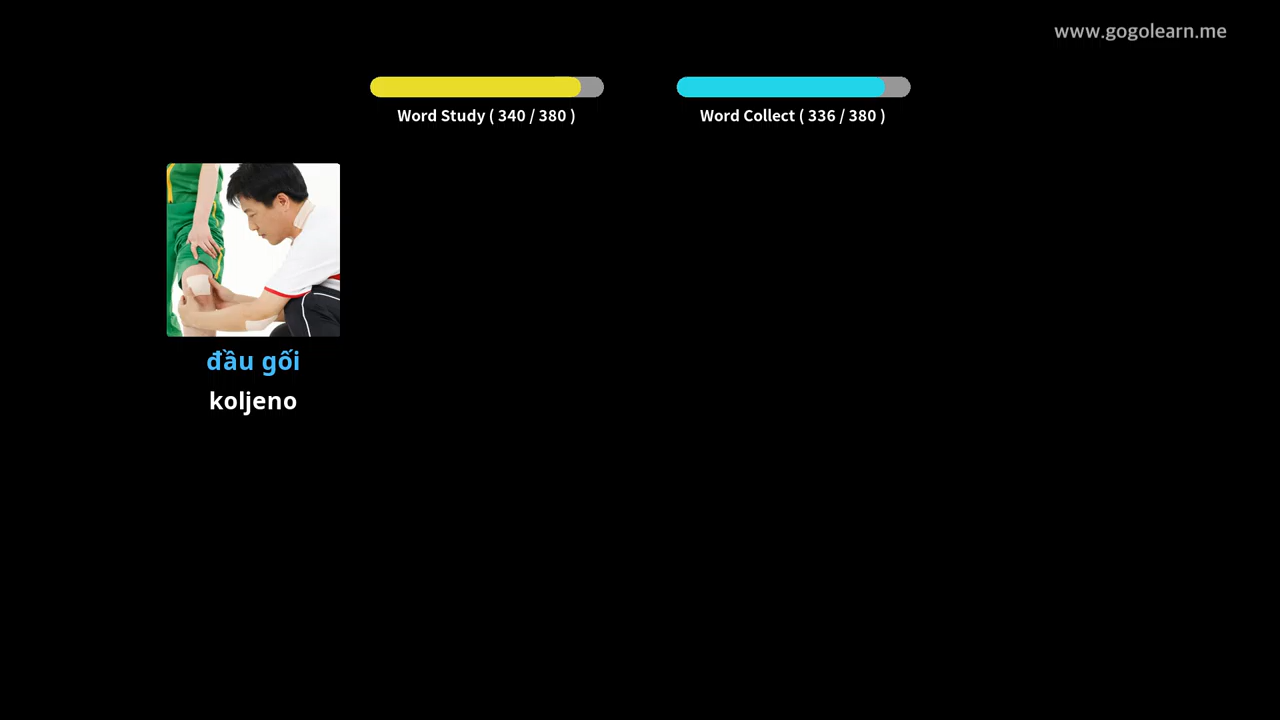 www.gogolearn.me
Word Study ( 340 / 380 )
Word Collect ( 336 / 380 )
đầu gối
koljeno